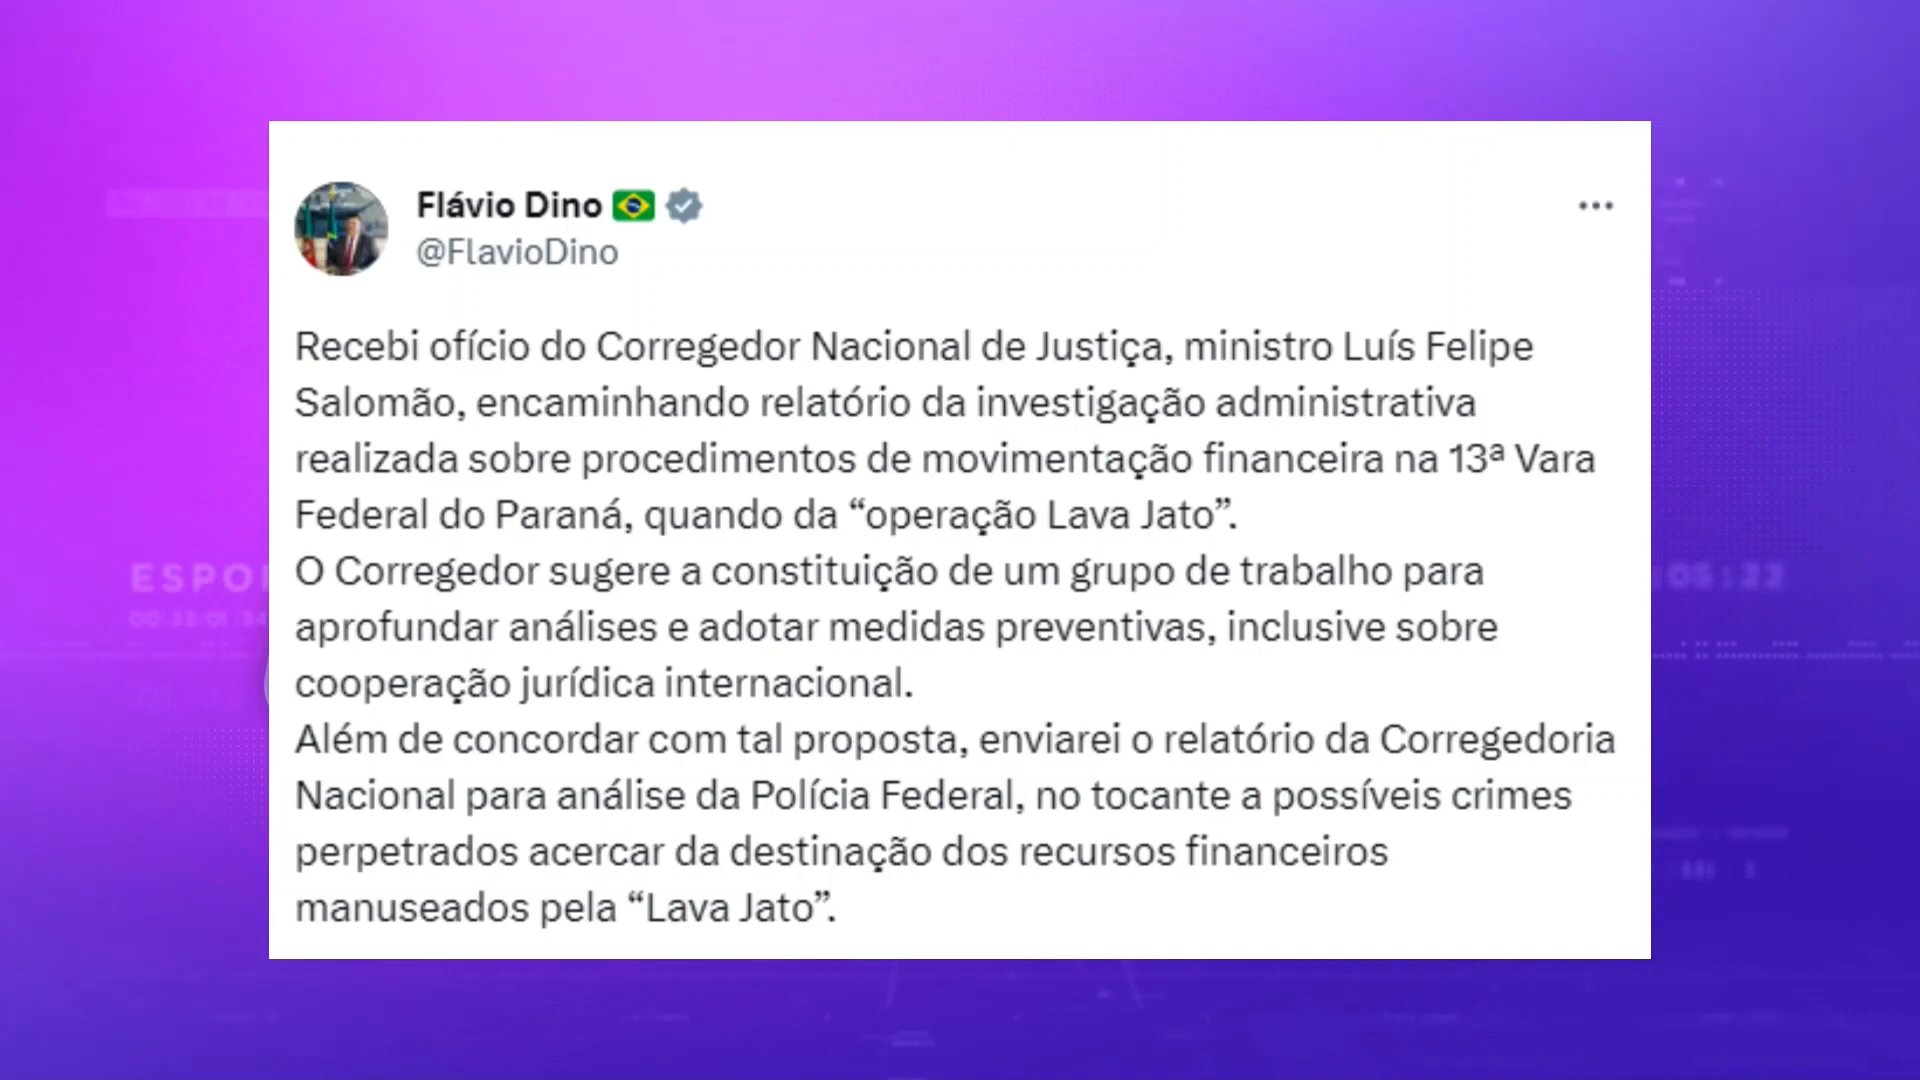 Flávio Dino
@FlavioDino
Recebi ofício do Corregedor Nacional de Justiça, ministro Luís Felipe
Salomão, encaminhando relatório da investigação administrativa
realizada sobre procedimentos de movimentação financeira na 13ª Vara
Federal do Paraná, quando da “operação Lava Jato”.
O Corregedor sugere a constituição de um grupo de trabalho para
aprofundar análises e adotar medidas preventivas, inclusive sobre
cooperação jurídica internacional.
Além de concordar com tal proposta, enviarei o relatório da Corregedoria
Nacional para análise da Polícia Federal, no tocante a possíveis crimes
perpetrados acercar da destinação dos recursos financeiros
manuseados pela “Lava Jato”.